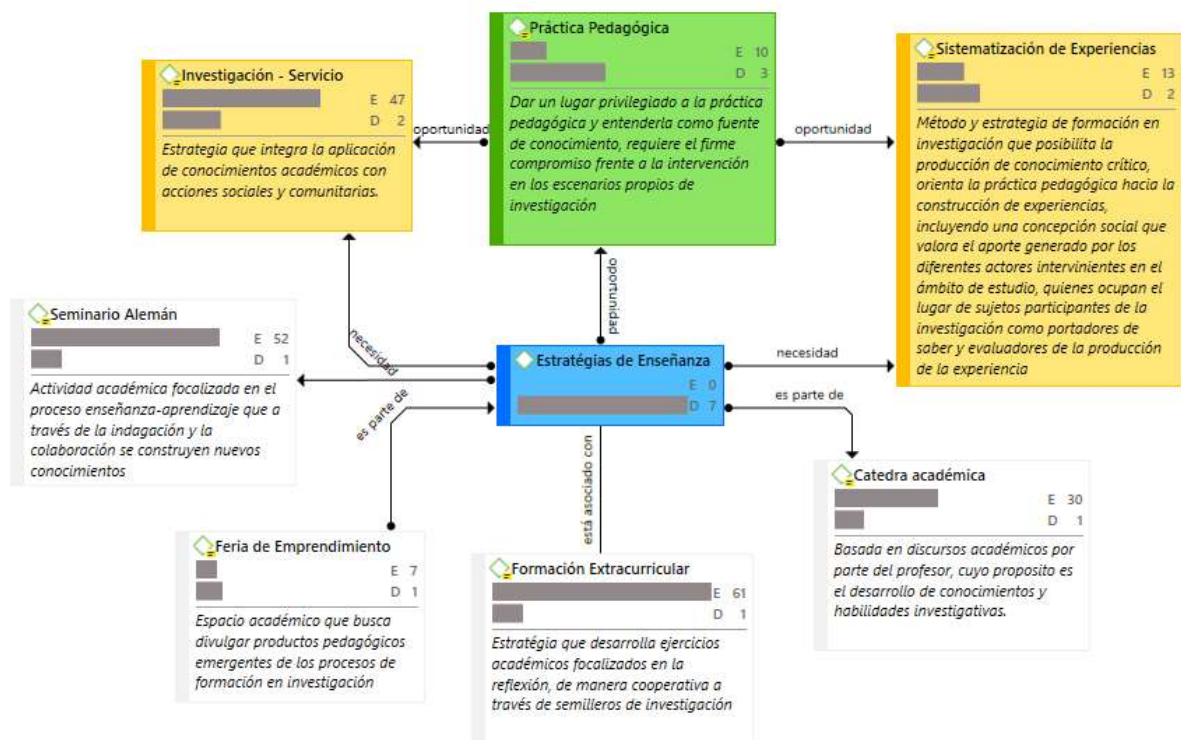 Práctica Pedagógica
E 10
D 3
Dar un lugar privilegiado a la práctica
pedagógica y entenderla como fuente
de conocimiento, requiere el firme
compromiso frente a la intervención
en los escenarios propios de
investigación
Investigación - Servicio
E 47
D 2
Estrategia que integra la aplicación
de conocimientos académicos con
acciones sociales y comunitarias.
oportunidad
oportunidad
Sistematización de Experiencias
E 13
D 2
Método y estrategia de formación en
investigación que posibilita la
producción de conocimiento crítico,
orienta la práctica pedagógica hacia la
construcción de experiencias,
incluyendo una concepción social que
valora el aporte generado por los
diferentes actores intervinientes en el
ámbito de estudio, quienes ocupan el
lugar de sujetos participantes de la
investigación como portadores de
saber y evaluadores de la producción
de la experiencia
oportunidad
Seminario Alemán
E 52
D 1
Actividad académica focalizada en el
proceso enseñanza-aprendizaje que a
través de la indagación y la
colaboración se construyen nuevos
conocimientos
necesidad
Estratégias de Enseñanza
E 0
D 7
necesidad
es parte de
es parte de
está asociado con
Catedra académica
E 30
D 1
Basada en discursos académicos por
parte del profesor, cuyo proposito es
el desarrollo de conocimientos y
habilidades investigativas.
Feria de Emprendimiento
E 7
D 1
Espacio académico que busca
divulgar productos pedagógicos
emergentes de los procesos de
formación en investigación
Formación Extracurricular
E 61
D 1
Estratégia que desarrolla ejercicios
académicos focalizados en la
reflexión, de manera cooperativa a
través de semilleros de investigación